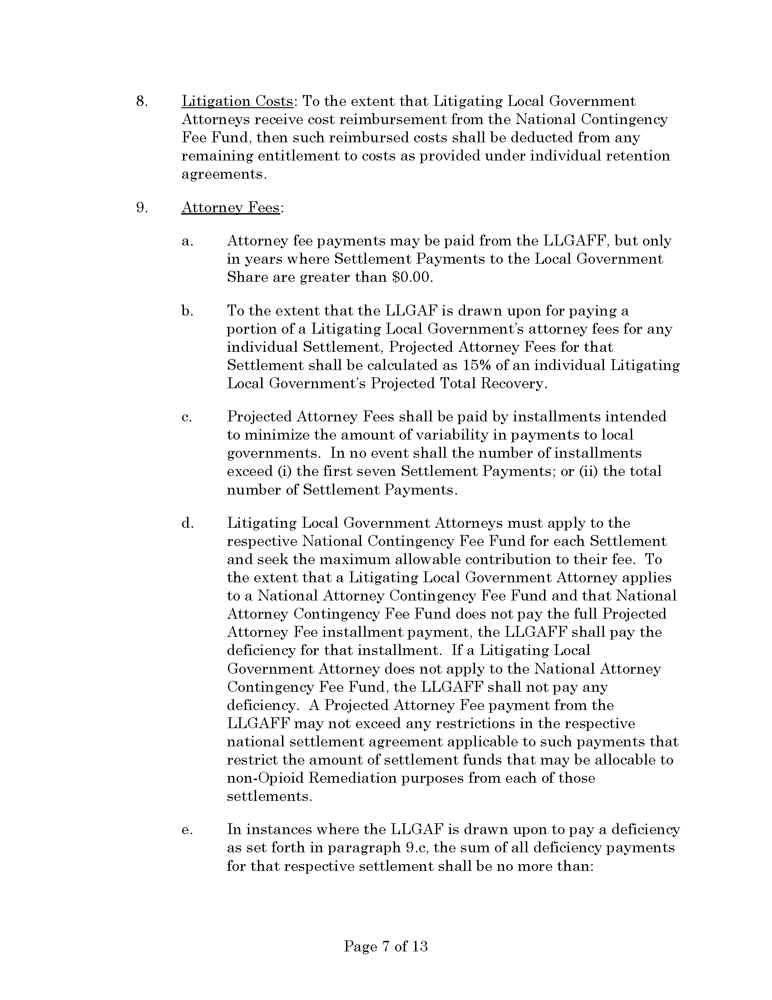 8. Litigation Costs: To the extent that Litigating Local Government
Attorneys receive cost reimbursement from the National Contingency
Fee Fund, then such reimbursed costs shall be deducted from any
remaining entitlement to costs as provided under individual retention
agreements.
9. Attorney Fees:
a. Attorney fee payments may be paid from the LLGAFF, but only
in years where Settlement Payments to the Local Government
Share are greater than $0.00.
b. To the extent that the LLGAF is drawn upon for paying a
portion of a Litigating Local Government’s attorney fees for any
individual Settlement, Projected Attorney Fees for that
Settlement shall be calculated as 15% of an individual Litigating
Local Government’s Projected Total Recovery.
c. Projected Attorney Fees shall be paid by installments intended
to minimize the amount of variability in payments to local
governments.  In no event shall the number of installments
exceed (i) the first seven Settlement Payments; or (ii) the total
number of Settlement Payments.
d. Litigating Local Government Attorneys must apply to the
respective National Contingency Fee Fund for each Settlement
and seek the maximum allowable contribution to their fee.  To
the extent that a Litigating Local Government Attorney applies
to a National Attorney Contingency Fee Fund and that National
Attorney Contingency Fee Fund does not pay the full Projected
Attorney Fee installment payment, the LLGAFF shall pay the
deficiency for that installment.  If a Litigating Local
Government Attorney does not apply to the National Attorney
Contingency Fee Fund, the LLGAFF shall not pay any
deficiency.  A Projected Attorney Fee payment from the
LLGAFF may not exceed any restrictions in the respective
national settlement agreement applicable to such payments that
restrict the amount of settlement funds that may be allocable to
non-Opioid Remediation purposes from each of those
settlements.
e. In instances where the LLGAF is drawn upon to pay a deficiency
as set forth in paragraph 9.c, the sum of all deficiency payments
for that respective settlement shall be no more than:
Page 7 of 13